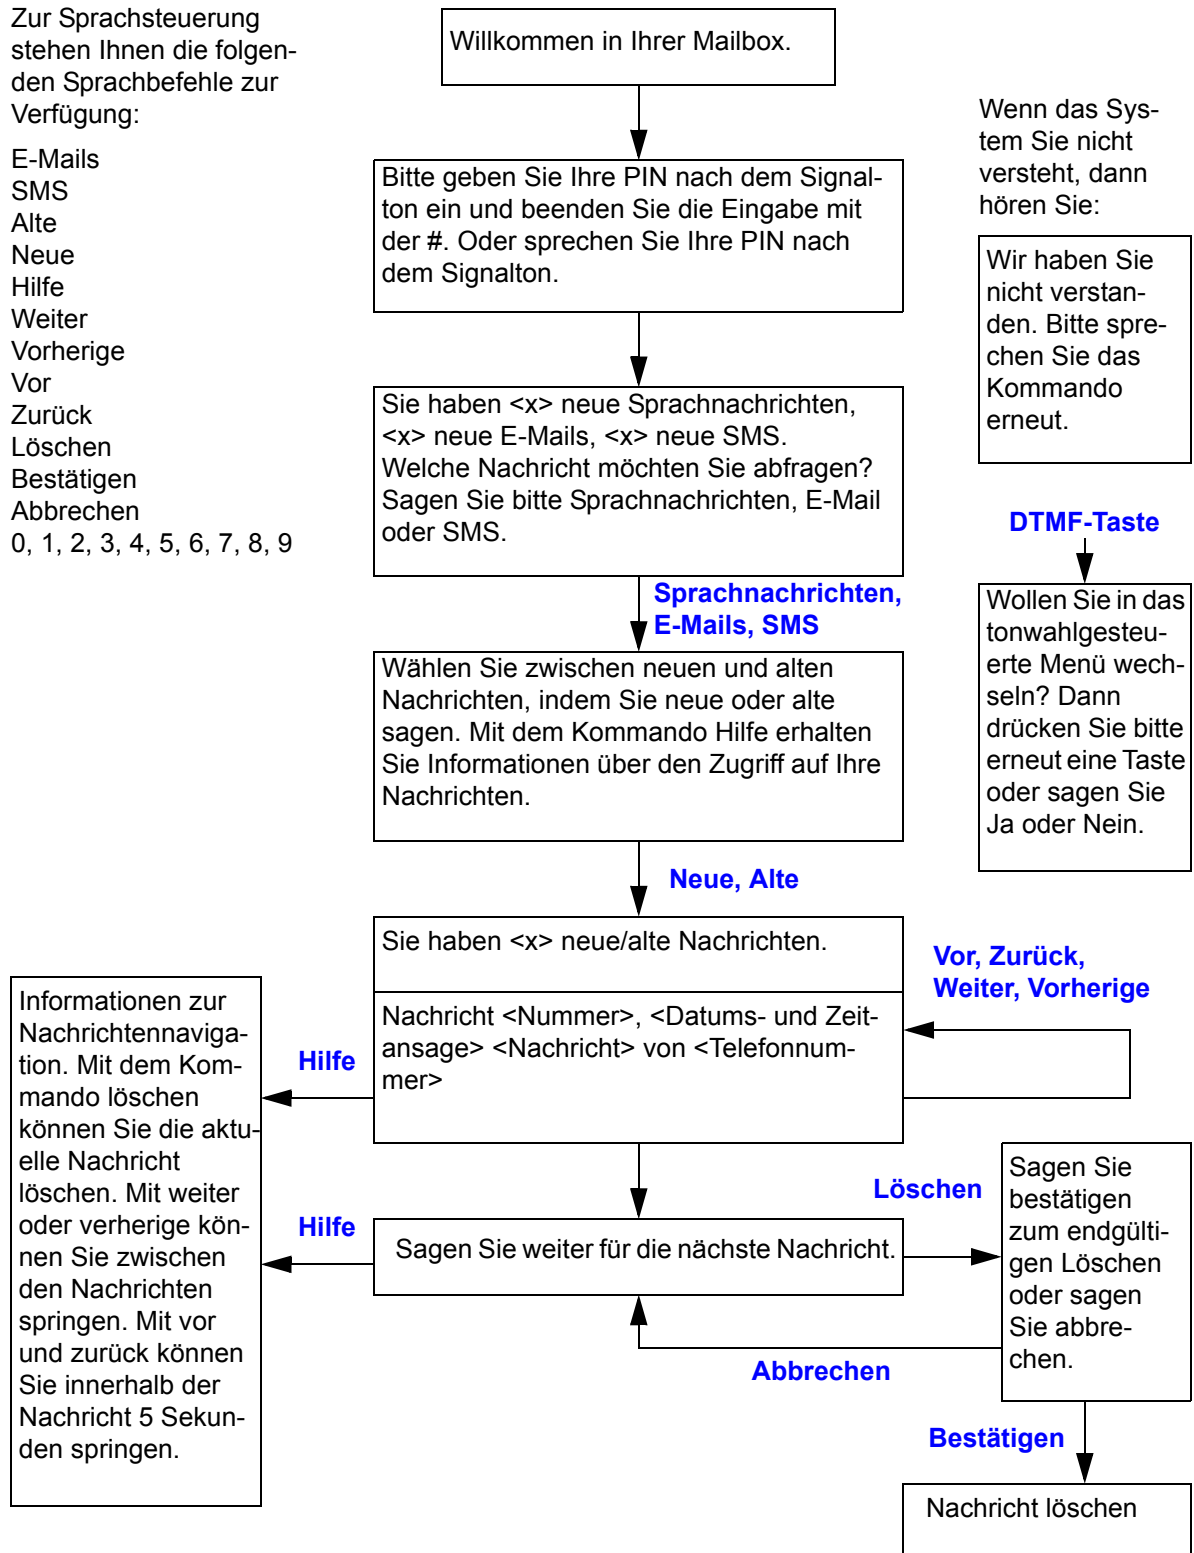 Zur Sprachsteuerung
stehen Ihnen die folgen-
den Sprachbefehle zur
Verfügung:
E-Mails
SMS
Alte
Neue
Hilfe
Weiter
Vorherige
Vor
Zurück
Löschen
Bestätigen
Abbrechen
0, 1, 2, 3, 4, 5, 6, 7, 8, 9
Willkommen in Ihrer Mailbox.
Bitte geben Sie Ihre PIN nach dem Signal-
ton ein und beenden Sie die Eingabe mit
der #. Oder sprechen Sie Ihre PIN nach
dem Signalton.
Sie haben <x> neue Sprachnachrichten,
<x> neue E-Mails, <x> neue SMS.
Welche Nachricht möchten Sie abfragen?
Sagen Sie bitte Sprachnachrichten, E-Mail
oder SMS.
Sprachnachrichten,
E-Mails, SMS
Wählen Sie zwischen neuen und alten
Nachrichten, indem Sie neue oder alte
sagen. Mit dem Kommando Hilfe erhalten
Sie Informationen über den Zugriff auf Ihre
Nachrichten.
Neue, Alte
Sie haben <x> neue/alte Nachrichten.
Nachricht <Nummer>, <Datums- und Zeit-
ansage> <Nachricht> von <Telefonnum-
mer>
Vor, Zurück,
Weiter, Vorherige
Hilfe
Hilfe
Informationen zur
Nachrichtennaviga-
tion. Mit dem Kom-
mando löschen
können Sie die aktu-
elle Nachricht
löschen. Mit weiter
oder verherige kön-
nen Sie zwischen
den Nachrichten
springen. Mit vor
und zurück können
Sie innerhalb der
Nachricht 5 Sekun-
den springen.
Sagen Sie weiter für die nächste Nachricht.
Löschen
Sagen Sie
bestätigen
zum endgülti-
gen Löschen
oder sagen
Sie abbre-
chen.
Abbrechen
Bestätigen
Nachricht löschen
Wenn das Sys-
tem Sie nicht
versteht, dann
hören Sie:
Wir haben Sie
nicht verstan-
den. Bitte spre-
chen Sie das
Kommando
erneut.
DTMF-Taste
Wollen Sie in das
tonwahlgesteu-
erte Menü wech-
seln? Dann
drücken Sie bitte
erneut eine Taste
oder sagen Sie
Ja oder Nein.